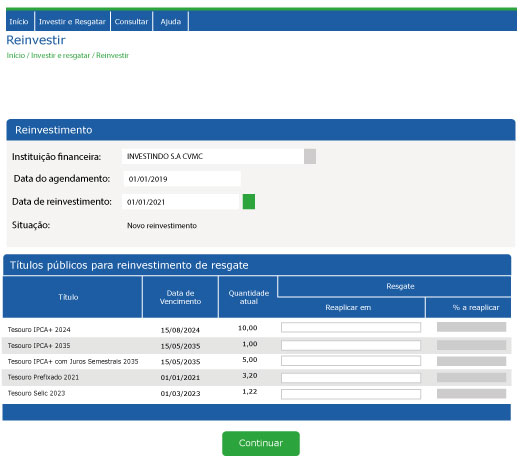 Início Investir e Resgatar Consultar Ajuda
Reinvestir
Início / Investir e resgatar / Reinvestir
Reinvestimento
Instituição financeira: INVESTINDO S.A CVMC
Data do agendamento: 01/01/2019
Data de reinvestimento: 01/01/2021
Situação: Novo reinvestimento
Títulos públicos para reinvestimento de resgate
Título Data de Vencimento Quantidade atual Resgate
Reaplicar em % a reaplicar
Tesouro IPCA+ 2024 15/08/2024 10,00
Tesouro IPCA+ 2035 15/05/2035 1,00
Tesouro IPCA+ com Juros Semestrais 2035 15/05/2035 5,00
Tesouro Prefixado 2021 01/01/2021 3,20
Tesouro Selic 2023 01/03/2023 1,22
Continuar